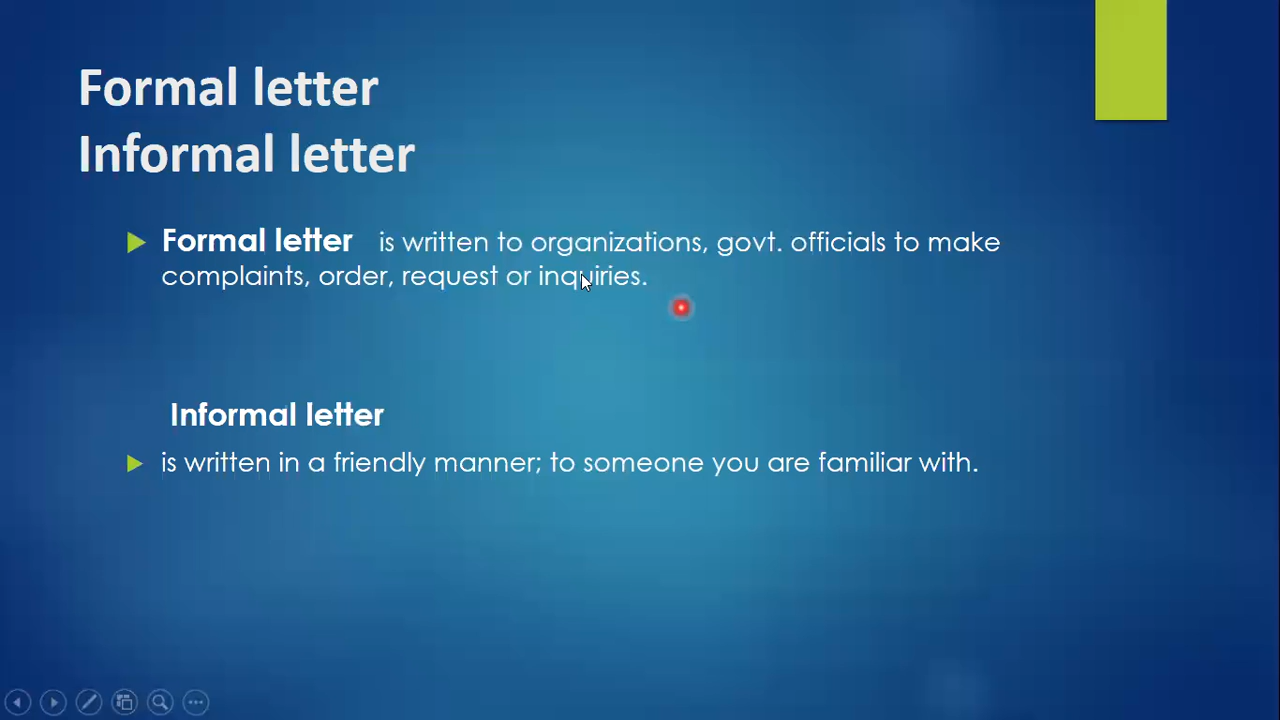 Formal letter
Informal letter
Formal letter is written to organizations, govt. officials to make
complaints, order, request or inquiries.
Informal letter
is written in a friendly manner; to someone you are familiar with.